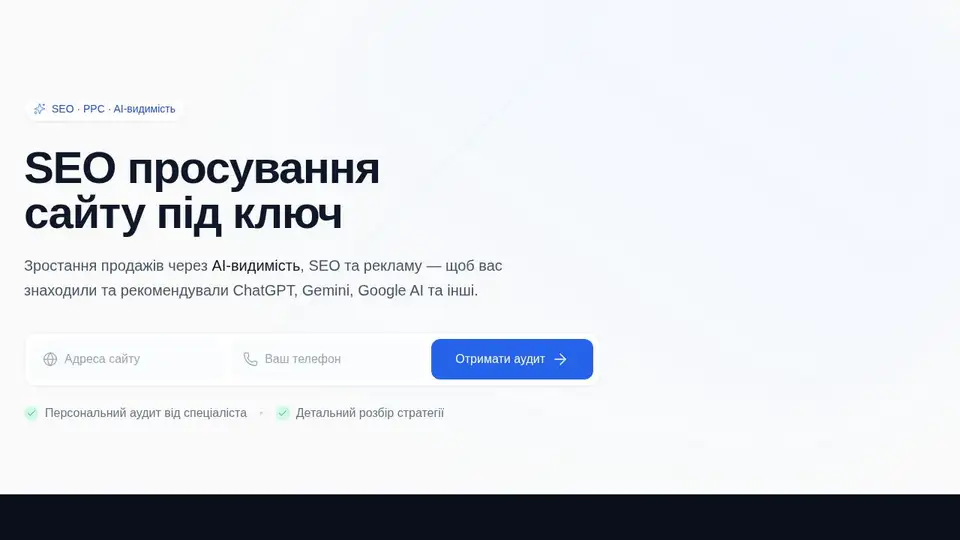 SEO · PPC · AI-видимість
SEO просування
сайту під ключ
Зростання продажів через AI-видимість, SEO та рекламу — щоб вас
знаходили та рекомендували ChatGPT, Gemini, Google AI та інші.
Адреса сайту
Ваш телефон
Отримати аудит
Персональний аудит від спеціаліста · Детальний розбір стратегії